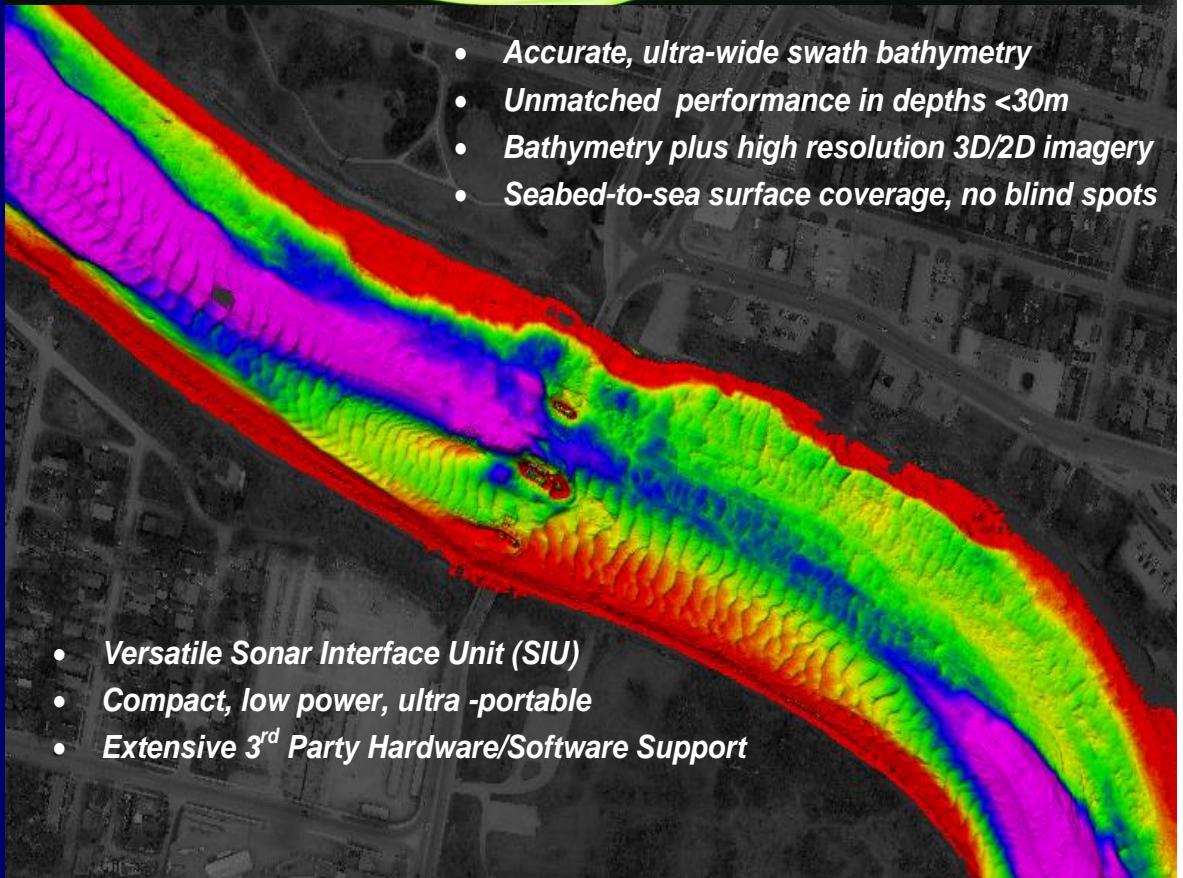 • Accurate, ultra-wide swath bathymetry
• Unmatched performance in depths <30m
• Bathymetry plus high resolution 3D/2D imagery
• Seabed-to-sea surface coverage, no blind spots
• Versatile Sonar Interface Unit (SIU)
• Compact, low power, ultra -portable
• Extensive 3rd Party Hardware/Software Support